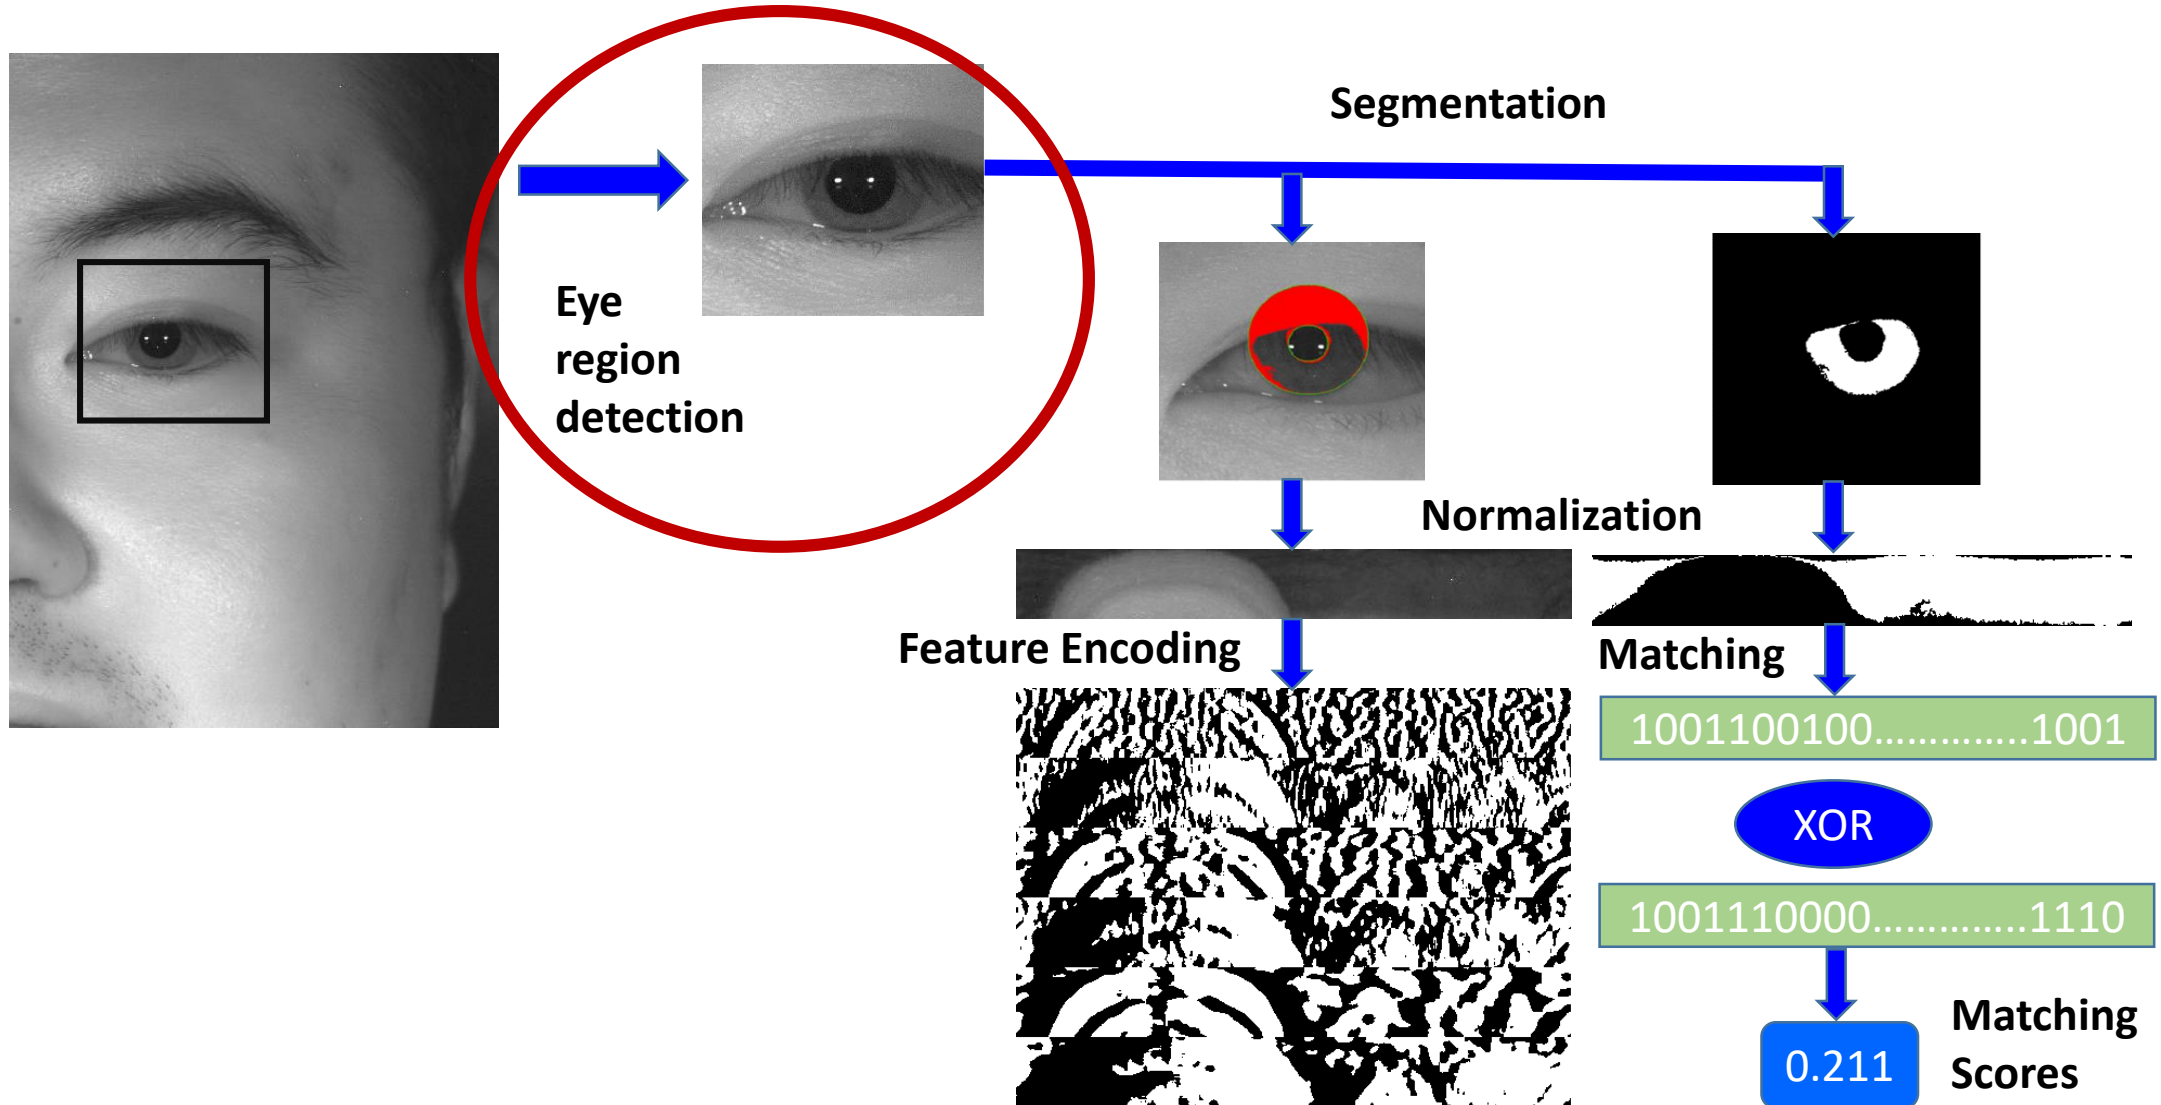 Segmentation
Eye
region
detection
Normalization
Feature Encoding
Matching
1001100100…………..1001
XOR
1001110000…………..1110
0.211
Matching
Scores